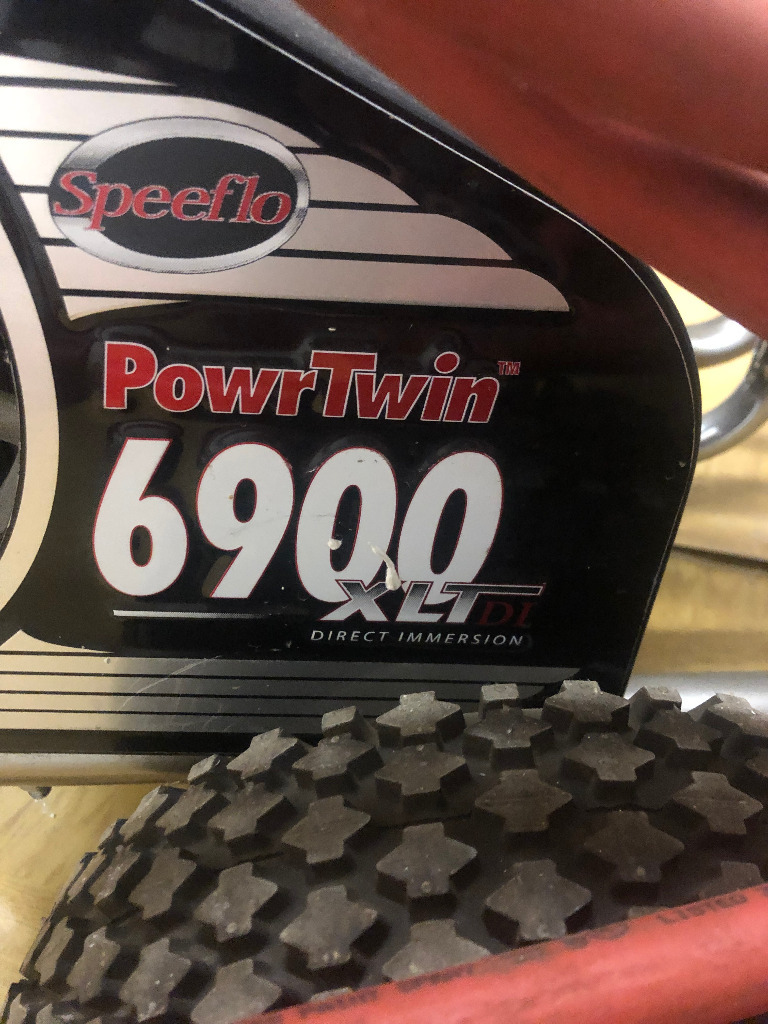 Speeflo
PowrTwin™
6900
XLT DI
DIRECT IMMERSION